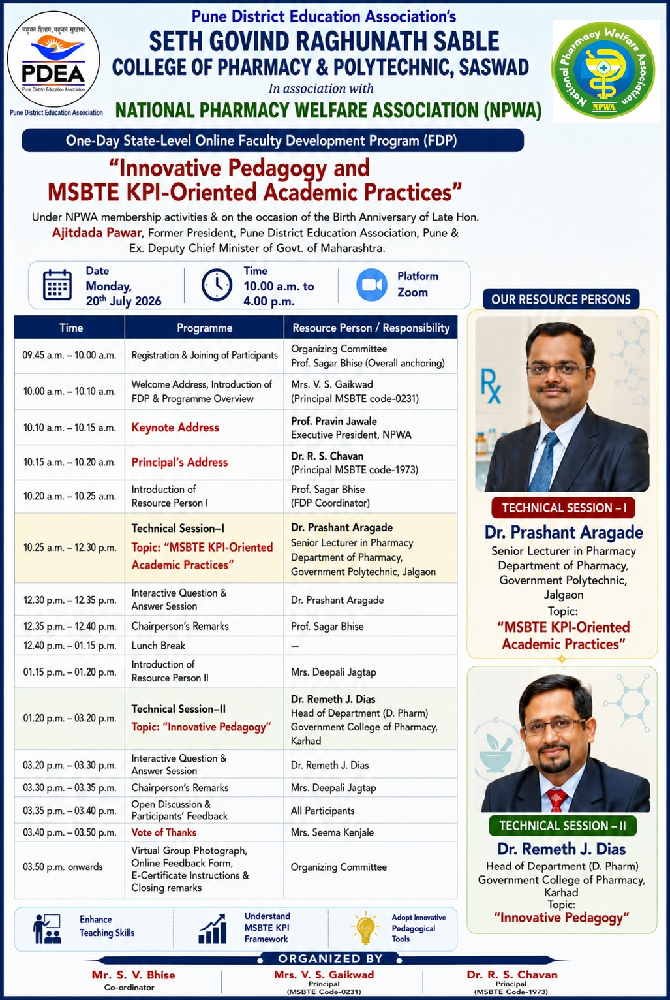 बहुजन हिताय, बहुजन सुखाय।
PDEA
Pune District Education Association
Pune District Education Association
Pune District Education Association's
SETH GOVIND RAGHUNATH SABLE
COLLEGE OF PHARMACY & POLYTECHNIC, SASWAD
In association with
NATIONAL PHARMACY WELFARE ASSOCIATION (NPWA)
National Pharmacy Welfare Association
NPWA
One-Day State-Level Online Faculty Development Program (FDP)
"Innovative Pedagogy and
MSBTE KPI-Oriented Academic Practices"
Under NPWA membership activities & on the occasion of the Birth Anniversary of Late Hon.
Ajitdada Pawar, Former President, Pune District Education Association, Pune &
Ex. Deputy Chief Minister of Govt. of Maharashtra.
Date
Monday,
20th July 2026
Time
10.00 a.m. to
4.00 p.m.
Platform
Zoom
Time Programme Resource Person / Responsibility
09.45 a.m. – 10.00 a.m. Registration & Joining of Participants
Organizing Committee
Prof. Sagar Bhise (Overall anchoring)
10.00 a.m. – 10.10 a.m.
Welcome Address, Introduction of
FDP & Programme Overview
Mrs. V. S. Gaikwad
(Principal MSBTE code-0231)
10.10 a.m. – 10.15 a.m. Keynote Address
Prof. Pravin Jawale
Executive President, NPWA
10.15 a.m. – 10.20 a.m. Principal's Address
Dr. R. S. Chavan
(Principal MSBTE code-1973)
10.20 a.m. – 10.25 a.m.
Introduction of
Resource Person I
Prof. Sagar Bhise
(FDP Coordinator)
10.25 a.m. – 12.30 p.m.
Technical Session–I
Topic: "MSBTE KPI-Oriented
Academic Practices"
Dr. Prashant Aragade
Senior Lecturer in Pharmacy
Department of Pharmacy,
Government Polytechnic, Jalgaon
12.30 p.m. – 12.35 p.m.
Interactive Question &
Answer Session
Dr. Prashant Aragade
12.35 p.m. – 12.40 p.m. Chairperson's Remarks Prof. Sagar Bhise
12.40 p.m. – 01.15 p.m. Lunch Break —
01.15 p.m. – 01.20 p.m.
Introduction of
Resource Person II
Mrs. Deepali Jagtap
01.20 p.m. – 03.20 p.m.
Technical Session–II
Topic: "Innovative Pedagogy"
Dr. Remeth J. Dias
Head of Department (D. Pharm)
Government College of Pharmacy,
Karhad
03.20 p.m. – 03.30 p.m.
Interactive Question &
Answer Session
Dr. Remeth J. Dias
03.30 p.m. – 03.35 p.m. Chairperson's Remarks Mrs. Deepali Jagtap
03.35 p.m. – 03.40 p.m.
Open Discussion &
Participants' Feedback
All Participants
03.40 p.m. – 03.50 p.m. Vote of Thanks Mrs. Seema Kenjale
03.50 p.m. onwards
Virtual Group Photograph,
Online Feedback Form,
E-Certificate Instructions &
Closing remarks
Organizing Committee
OUR RESOURCE PERSONS
Rx
TECHNICAL SESSION – I
Dr. Prashant Aragade
Senior Lecturer in Pharmacy
Department of Pharmacy,
Government Polytechnic,
Jalgaon
Topic:
"MSBTE KPI-Oriented
Academic Practices"
TECHNICAL SESSION – II
Dr. Remeth J. Dias
Head of Department (D. Pharm)
Government College of Pharmacy,
Karhad
Topic:
"Innovative Pedagogy"
Enhance
Teaching Skills
Understand
MSBTE KPI
Framework
Adopt Innovative
Pedagogical
Tools
ORGANIZED BY
Mr. S. V. Bhise
Co-ordinator
Mrs. V. S. Gaikwad
Principal
(MSBTE Code-0231)
Dr. R. S. Chavan
Principal
(MSBTE Code-1973)